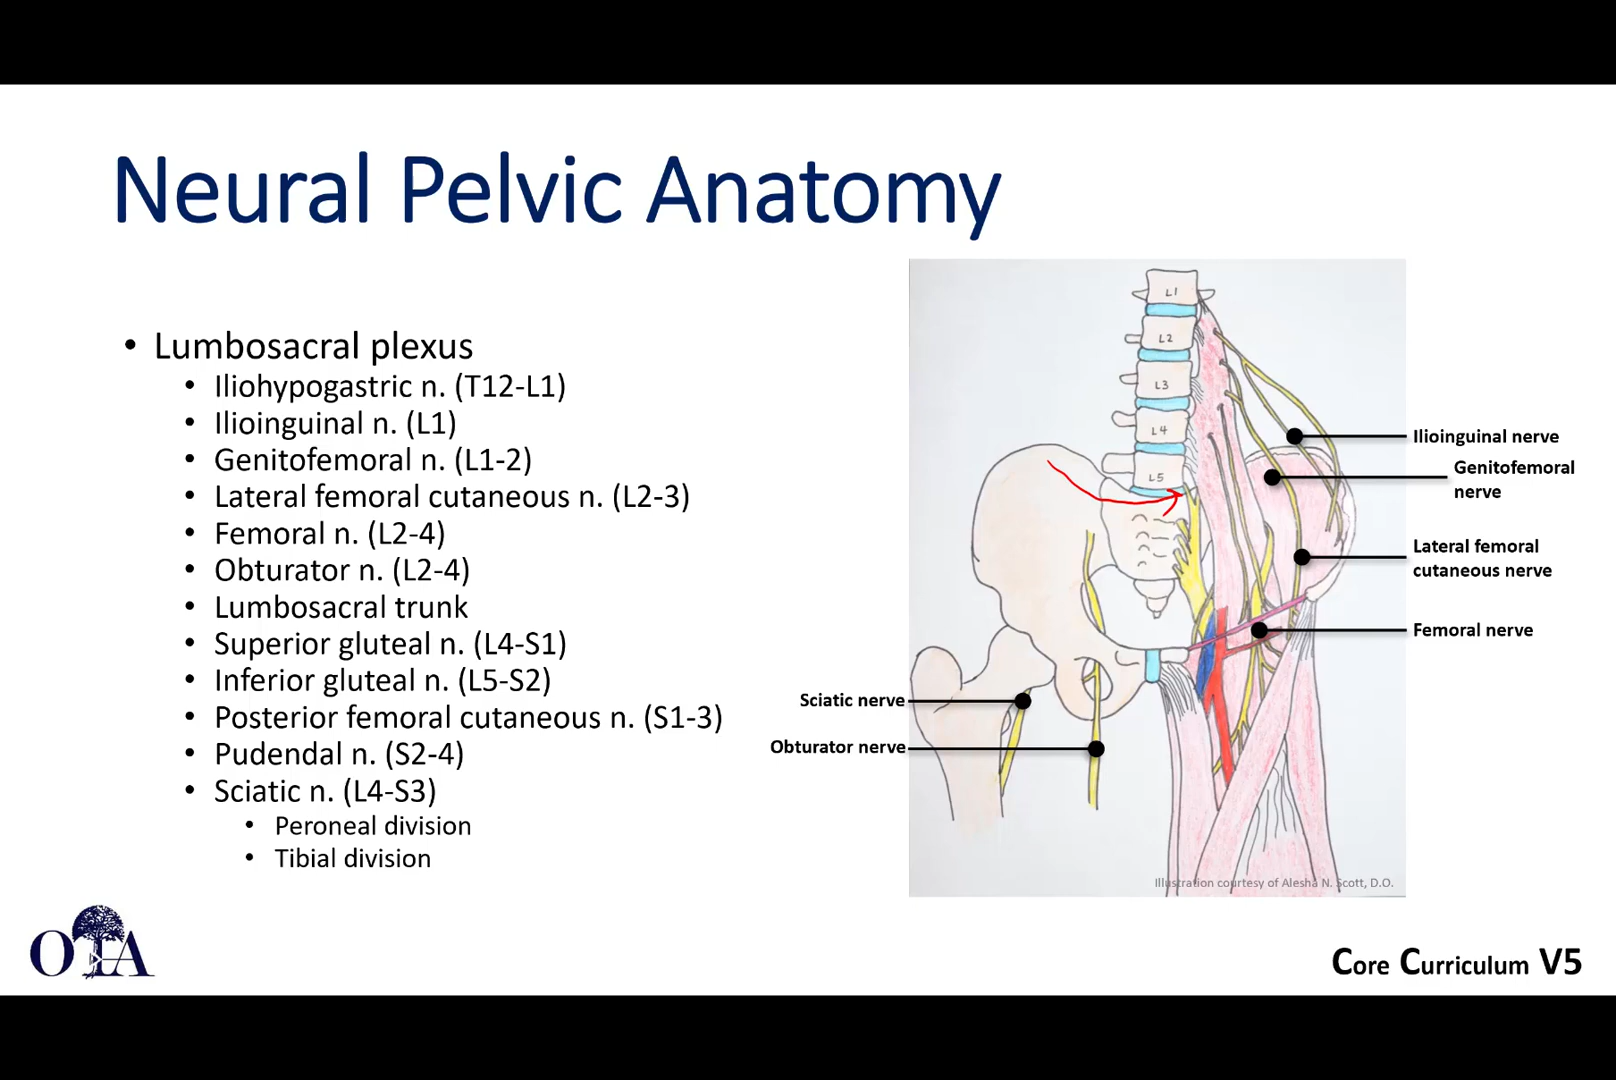 Neural Pelvic Anatomy
• Lumbosacral plexus
• Iliohypogastric n. (T12-L1)
• Ilioinguinal n. (L1)
• Genitofemoral n. (L1-2)
• Lateral femoral cutaneous n. (L2-3)
• Femoral n. (L2-4)
• Obturator n. (L2-4)
• Lumbosacral trunk
• Superior gluteal n. (L4-S1)
• Inferior gluteal n. (L5-S2)
• Posterior femoral cutaneous n. (S1-3)
• Pudendal n. (S2-4)
• Sciatic n. (L4-S3)
• Peroneal division
• Tibial division
L1
L2
L3
L4
L5
Ilioinguinal nerve
Genitofemoral
nerve
Lateral femoral
cutaneous nerve
Femoral nerve
Sciatic nerve
Obturator nerve
Illustration courtesy of Alesha N. Scott, D.O.
OTA
Core Curriculum V5